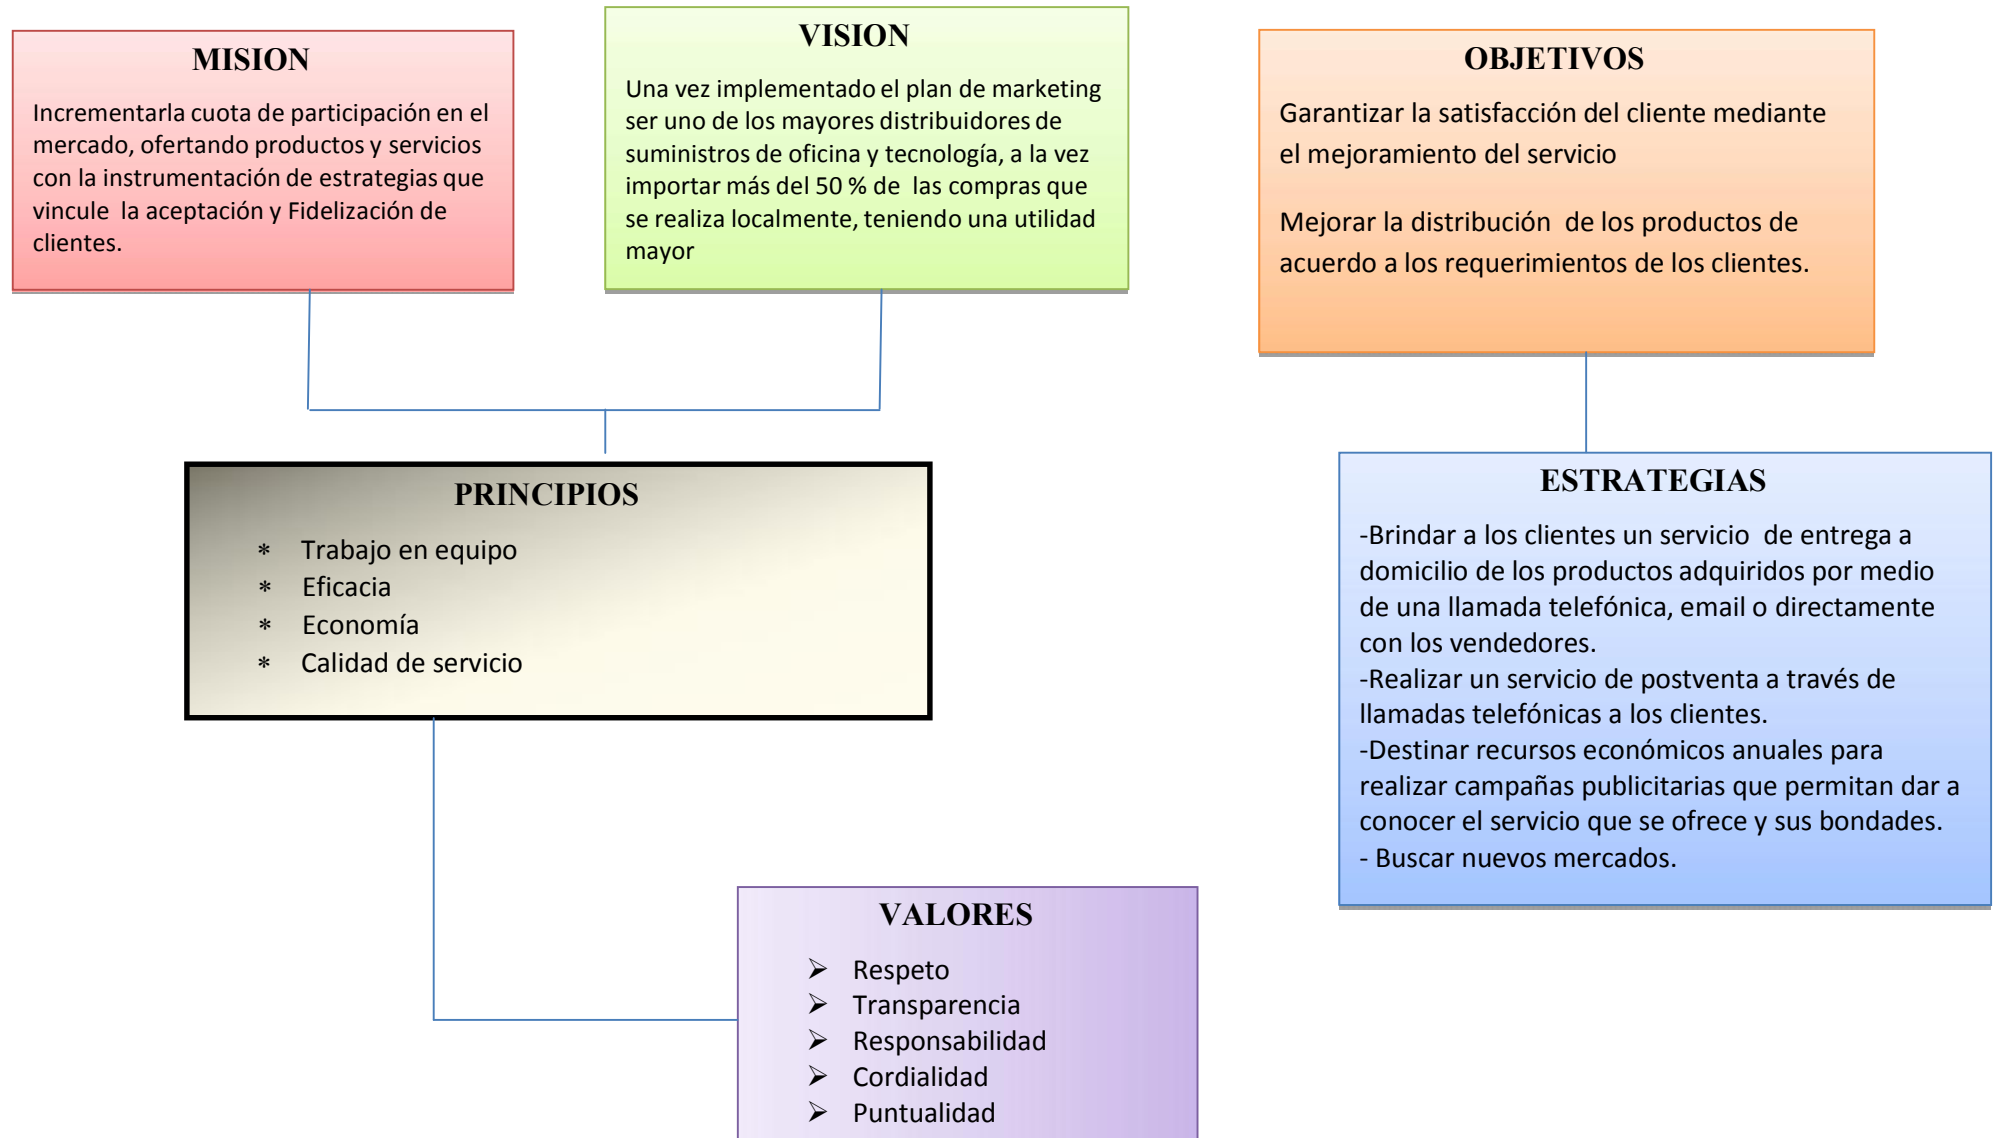 MISION
Incrementarla cuota de participación en el
mercado, ofertando productos y servicios
con la instrumentación de estrategias que
vincule la aceptación y Fidelización de
clientes.
VISION
Una vez implementado el plan de marketing
ser uno de los mayores distribuidores de
suministros de oficina y tecnología, a la vez
importar más del 50 % de las compras que
se realiza localmente, teniendo una utilidad
mayor
OBJETIVOS
Garantizar la satisfacción del cliente mediante
el mejoramiento del servicio
Mejorar la distribución de los productos de
acuerdo a los requerimientos de los clientes.
PRINCIPIOS
* Trabajo en equipo
* Eficacia
* Economía
* Calidad de servicio
ESTRATEGIAS
-Brindar a los clientes un servicio de entrega a
domicilio de los productos adquiridos por medio
de una llamada telefónica, email o directamente
con los vendedores.
-Realizar un servicio de postventa a través de
llamadas telefónicas a los clientes.
-Destinar recursos económicos anuales para
realizar campañas publicitarias que permitan dar a
conocer el servicio que se ofrece y sus bondades.
- Buscar nuevos mercados.
VALORES
➢ Respeto
➢ Transparencia
➢ Responsabilidad
➢ Cordialidad
➢ Puntualidad